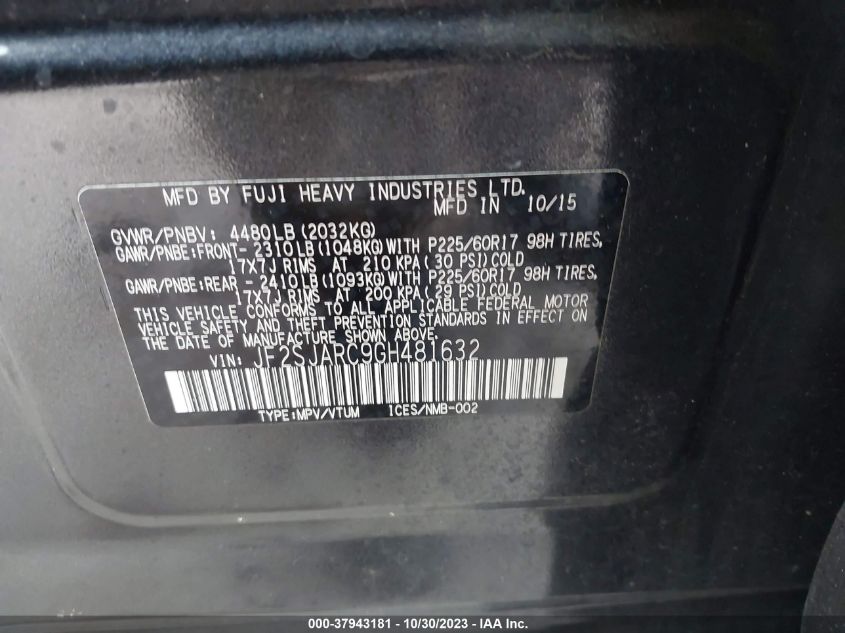 MFD BY FUJI HEAVY INDUSTRIES LTD.
MFD IN 10/15
GVWR/PNBV: 4480LB(2032KG)
GAWR/PNBE:FRONT- 2310LB(1048KG)WITH P225/60R17 98H TIRES,
17X7J RIMS AT 210 KPA(30 PSI)COLD
GAWR/PNBE:REAR - 2410LB(1093KG)WITH P225/60R17 98H TIRES,
17X7J RIMS AT 200 KPA(29 PSI)COLD
THIS VEHICLE CONFORMS TO ALL APPLICABLE FEDERAL MOTOR
VEHICLE SAFETY AND THEFT PREVENTION STANDARDS IN EFFECT ON
THE DATE OF MANUFACTURE SHOWN ABOVE.
VIN: JF2SJARC9GH481632
TYPE:MPV/VTUM ICES/NMB-002
000-37943181 - 10/30/2023 - www.iaai.com